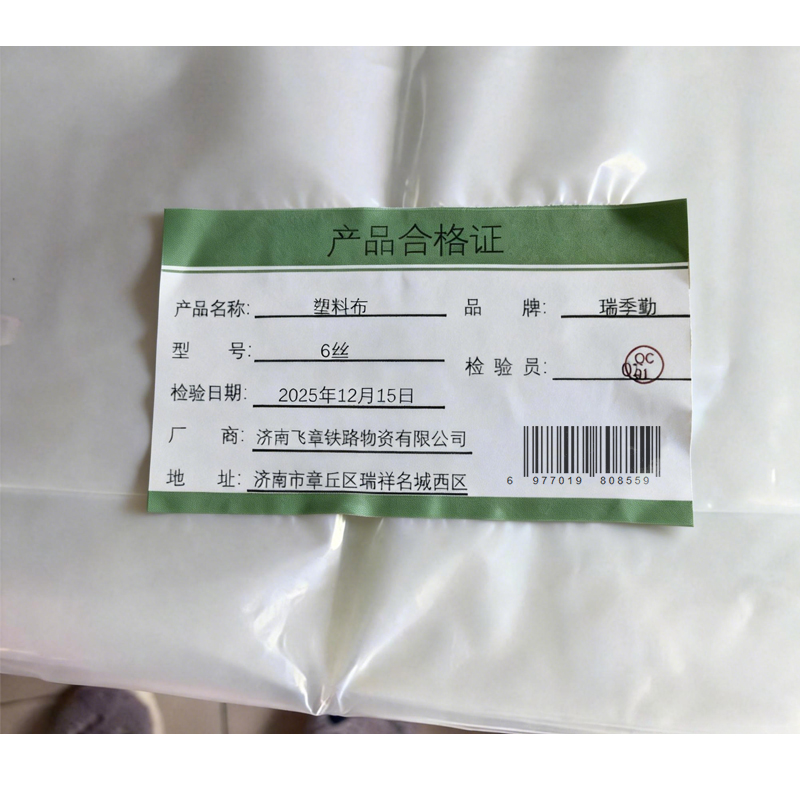 产品合格证
产品名称: 塑料布 品 牌: 瑞季勤
型 号: 6丝
检验员: QC
检验日期: 2025年12月15日
厂 商: 济南飞章铁路物资有限公司
地 址: 济南市章丘区瑞祥名城西区
6 977019 808559